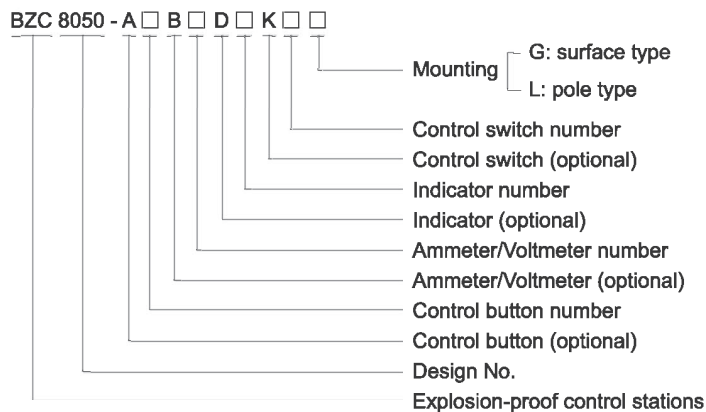 BZC 8050 - A □ B □ D □ K □ □
G: surface type
Mounting
L: pole type
Control switch number
Control switch (optional)
Indicator number
Indicator (optional)
Ammeter/Voltmeter number
Ammeter/Voltmeter (optional)
Control button number
Control button (optional)
Design No.
Explosion-proof control stations